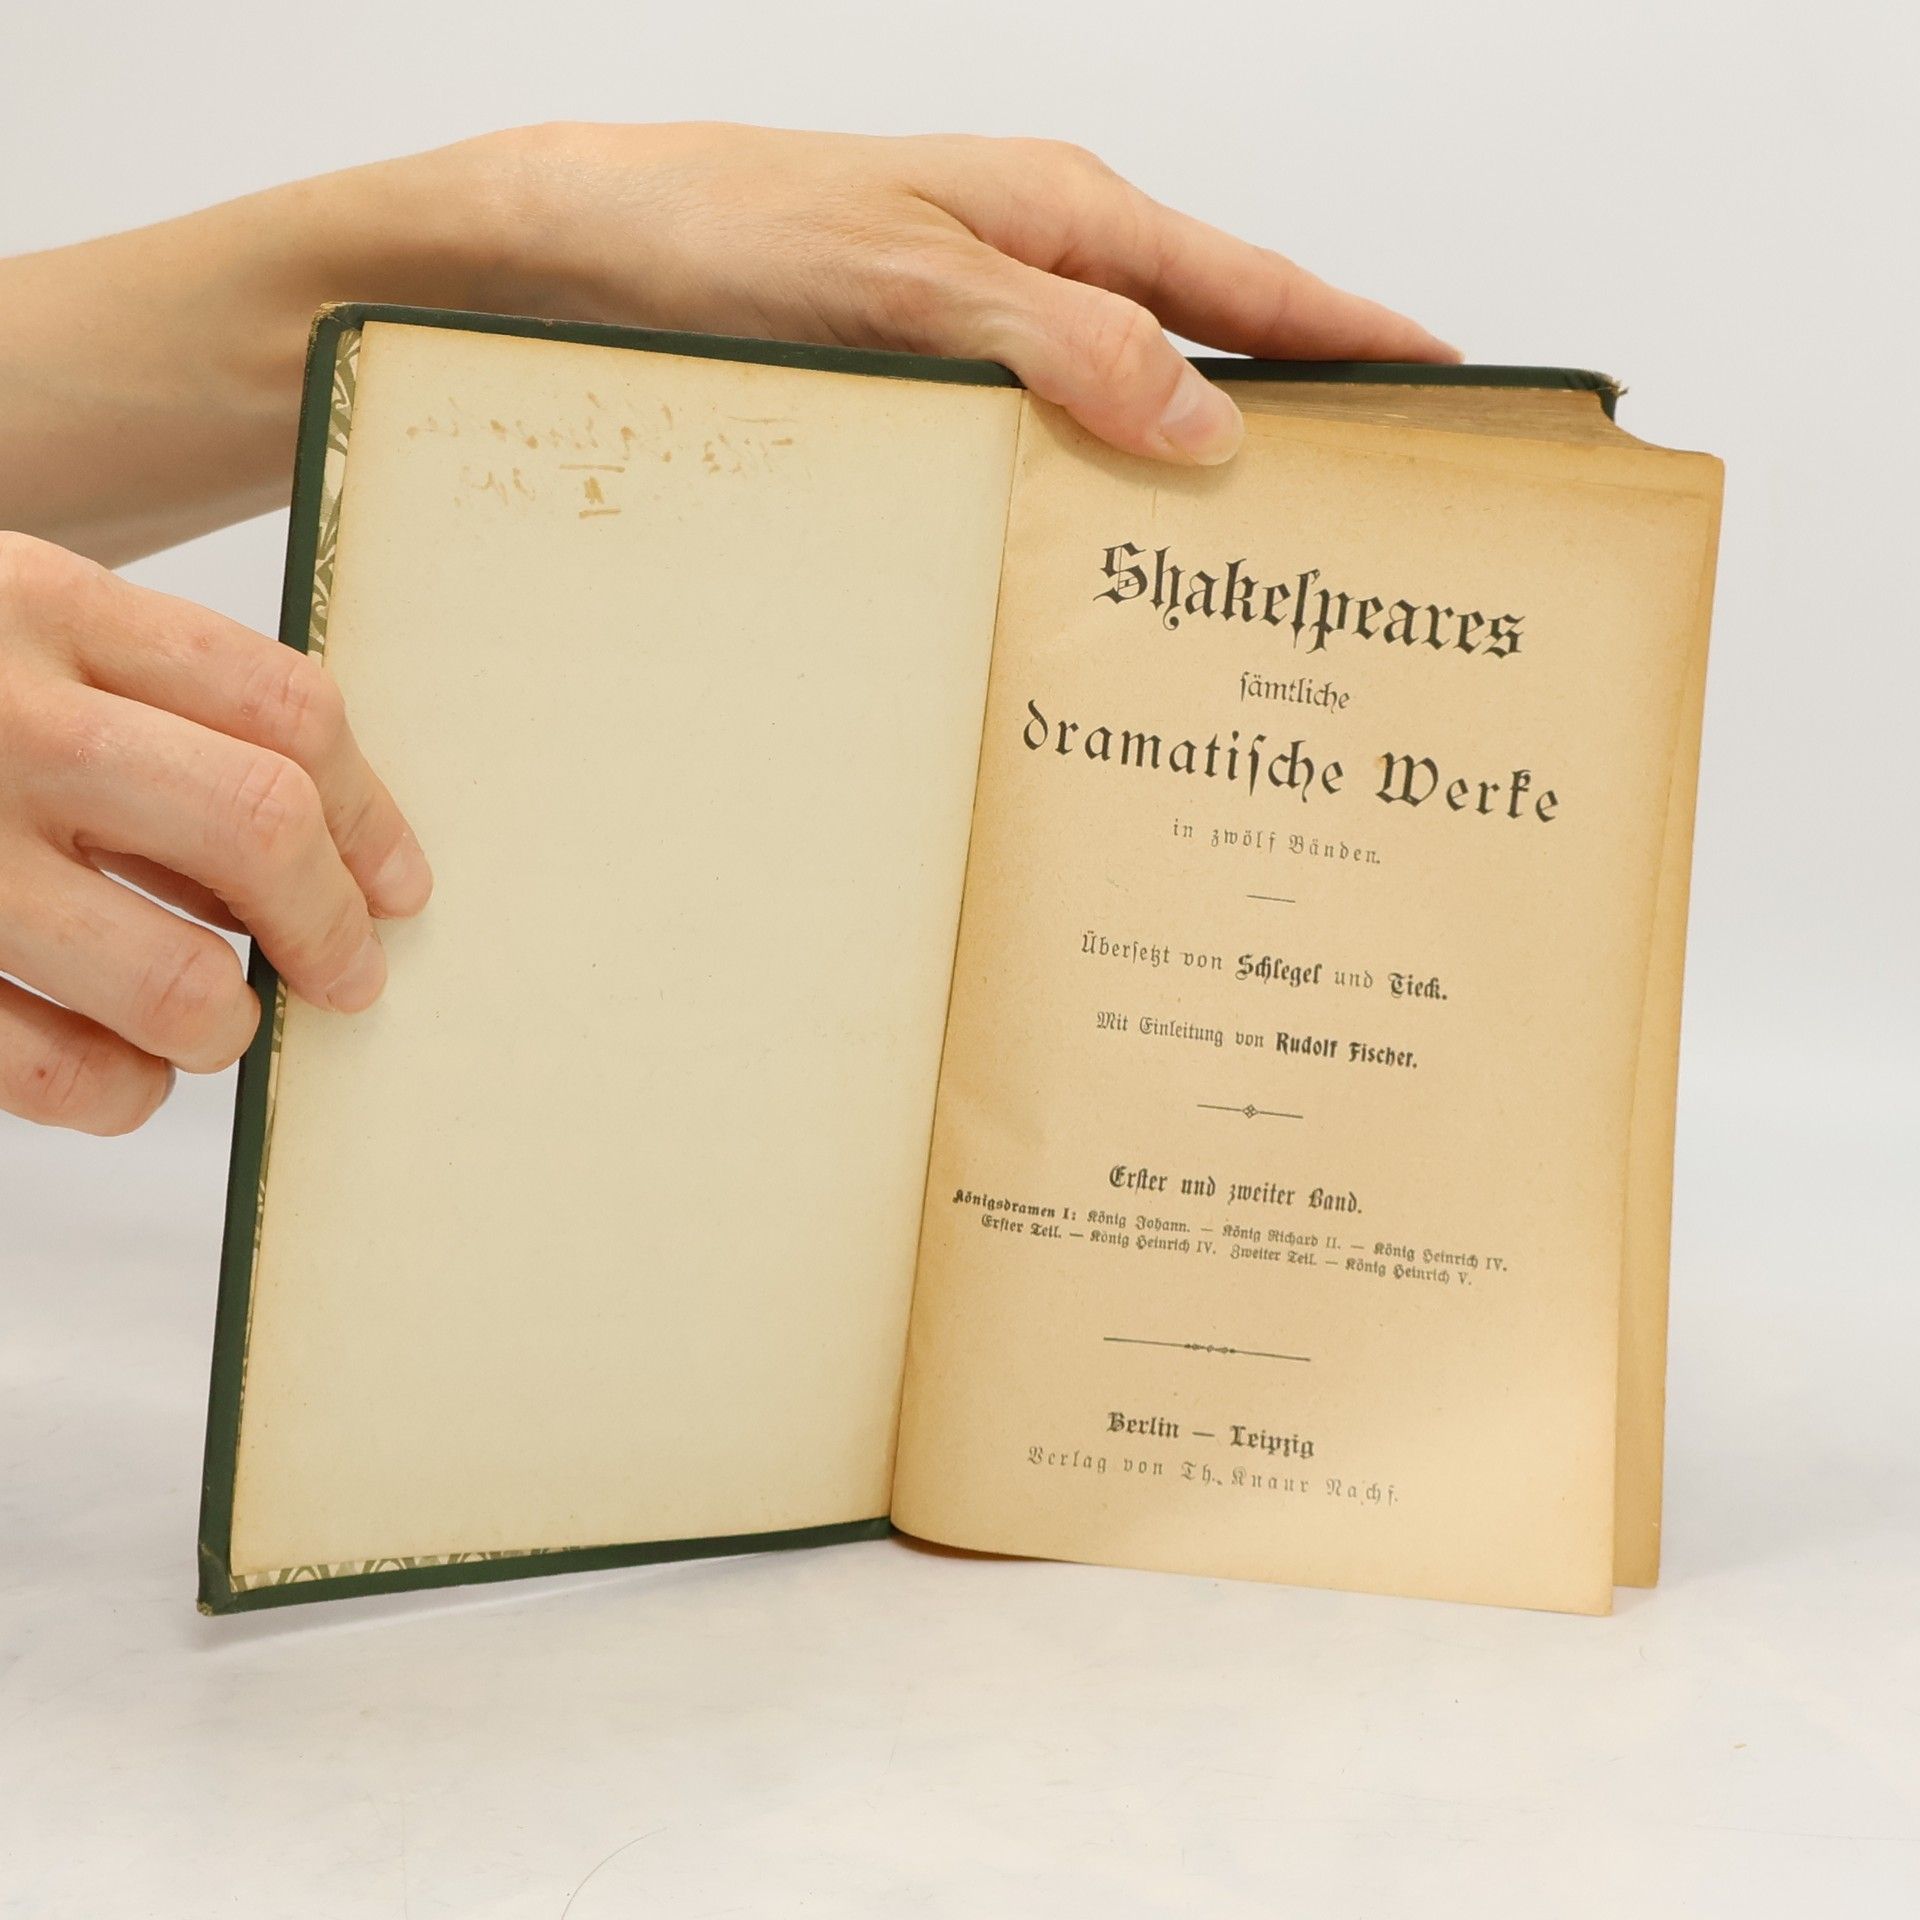 Shakeſpeares
ſämtliche
dramatiſche Werke
in zwölf Bänden.
Überſetzt von Schlegel und Tieck.
Mit Einleitung von Rudolf Fiſcher.
Erſter und zweiter Band.
Königsdramen I: König Johann. — König Richard II. — König Heinrich IV.
Erſter Teil. — König Heinrich IV. Zweiter Teil. — König Heinrich V.
Berlin — Leipzig
Verlag von Th. Knaur Nachf.